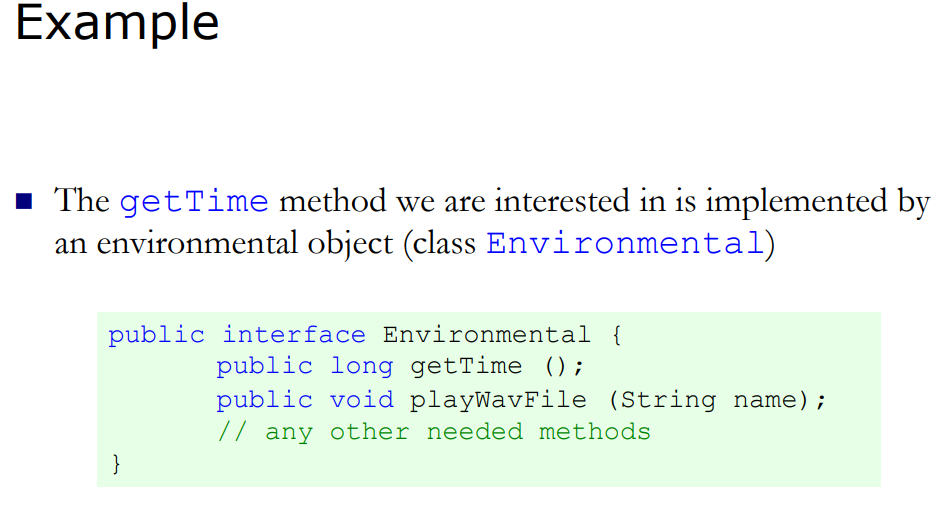 Example
The getTime method we are interested in is implemented by
an environmental object (class Environmental)
public interface Environmental {
public long getTime ();
public void playWavFile (String name);
// any other needed methods
}